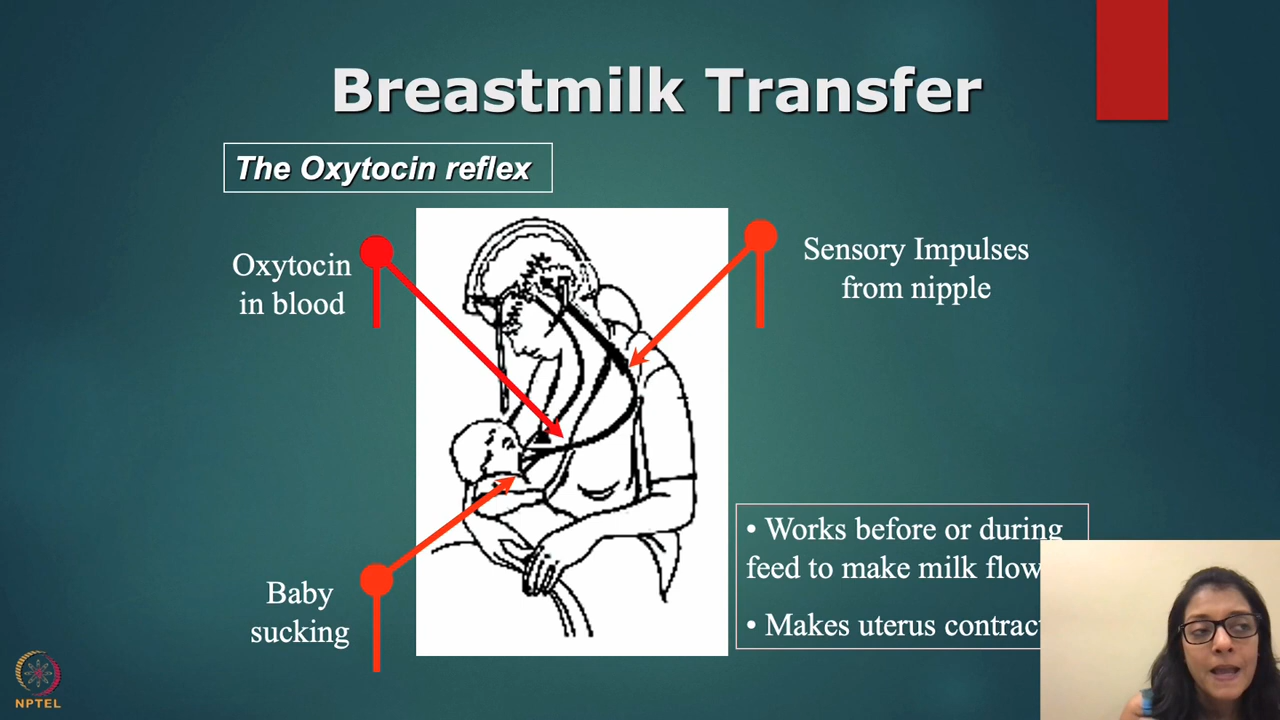 Breastmilk Transfer
The Oxytocin reflex
Oxytocin
in blood
Sensory Impulses
from nipple
Baby
sucking
• Works before or during
feed to make milk flow
• Makes uterus contract
NPTEL